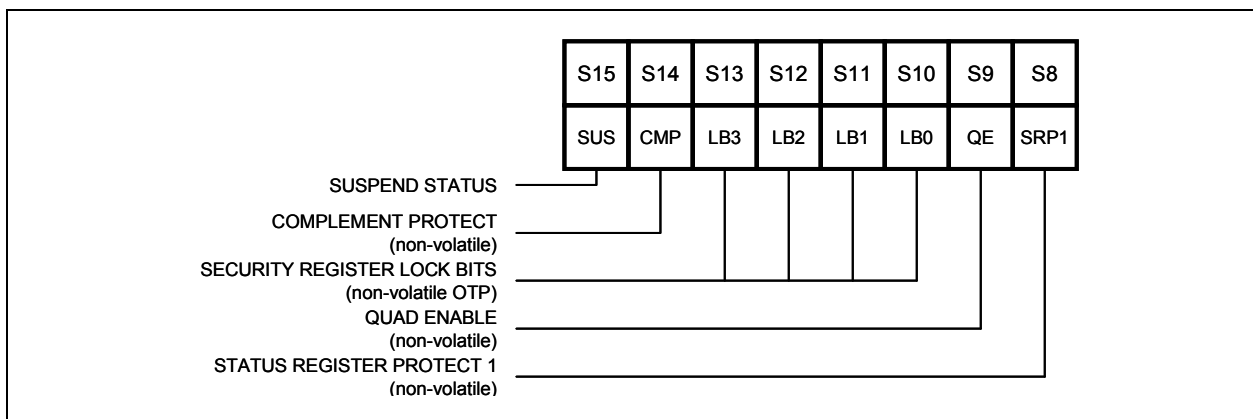 S15 S14 S13 S12 S11 S10 S9 S8
SUS CMP LB3 LB2 LB1 LB0 QE SRP1
SUSPEND STATUS
COMPLEMENT PROTECT
(non-volatile)
SECURITY REGISTER LOCK BITS
(non-volatile OTP)
QUAD ENABLE
(non-volatile)
STATUS REGISTER PROTECT 1
(non-volatile)